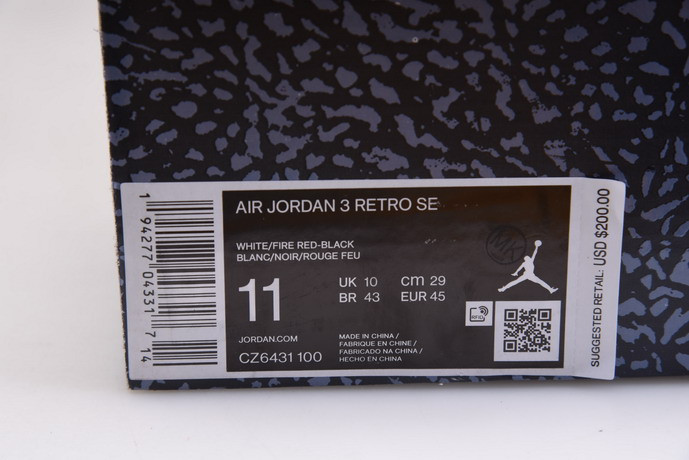 AIR JORDAN 3 RETRO SE
WHITE/FIRE RED-BLACK
BLANC/NOIR/ROUGE FEU
11
UK 10 cm 29
BR 43 EUR 45
JORDAN.COM
CZ6431 100
MADE IN CHINA /
FABRIQUE EN CHINE /
FABRICADO NA CHINA /
HECHO EN CHINA
RFID
MK
1 94277 04331 7 14
SUGGESTED RETAIL: USD $200.00